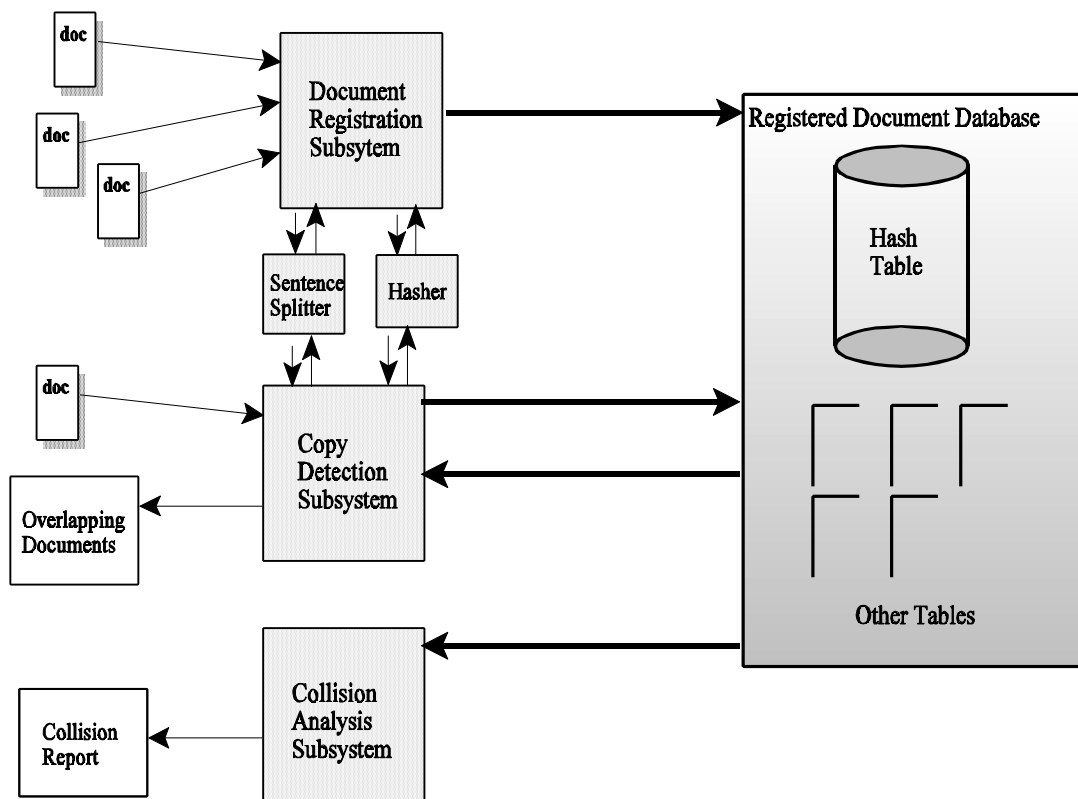 doc
doc
doc
Document
Registration
Subsytem
Registered Document Database
Hash
Table
Sentence
Splitter
Hasher
doc
Copy
Detection
Subsystem
Overlapping
Documents
Other Tables
Collision
Analysis
Subsystem
Collision
Report